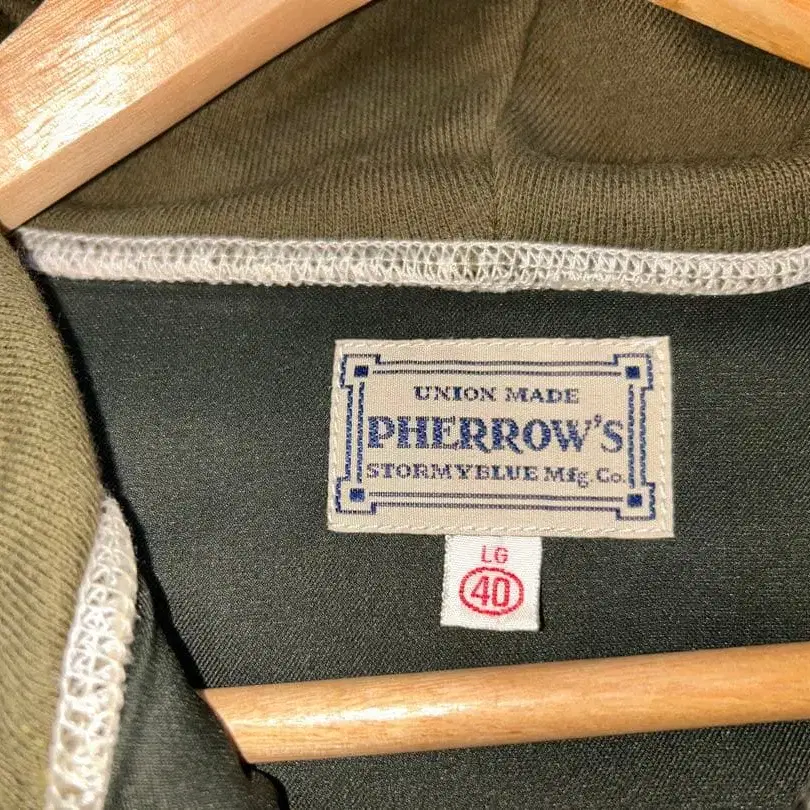 UNION MADE
PHERROW'S
STORMYBLUE Mfg. Co.
LG
40